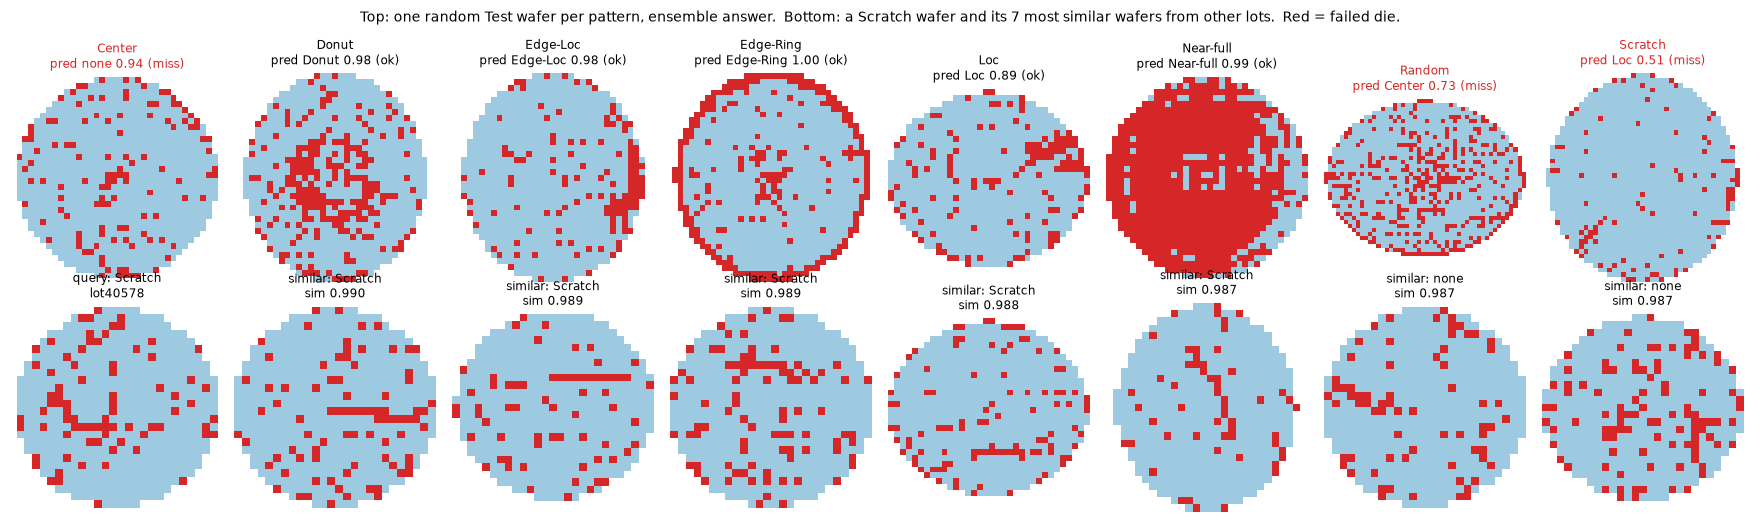 Top: one random Test wafer per pattern, ensemble answer.  Bottom: a Scratch wafer and its 7 most similar wafers from other lots.  Red = failed die.
Center
pred none 0.94 (miss)
Donut
pred Donut 0.98 (ok)
Edge-Loc
pred Edge-Loc 0.98 (ok)
Edge-Ring
pred Edge-Ring 1.00 (ok)
Loc
pred Loc 0.89 (ok)
Near-full
pred Near-full 0.99 (ok)
Random
pred Center 0.73 (miss)
Scratch
pred Loc 0.51 (miss)
query: Scratch
lot40578
similar: Scratch
sim 0.990
similar: Scratch
sim 0.989
similar: Scratch
sim 0.989
similar: Scratch
sim 0.988
similar: Scratch
sim 0.987
similar: none
sim 0.987
similar: none
sim 0.987